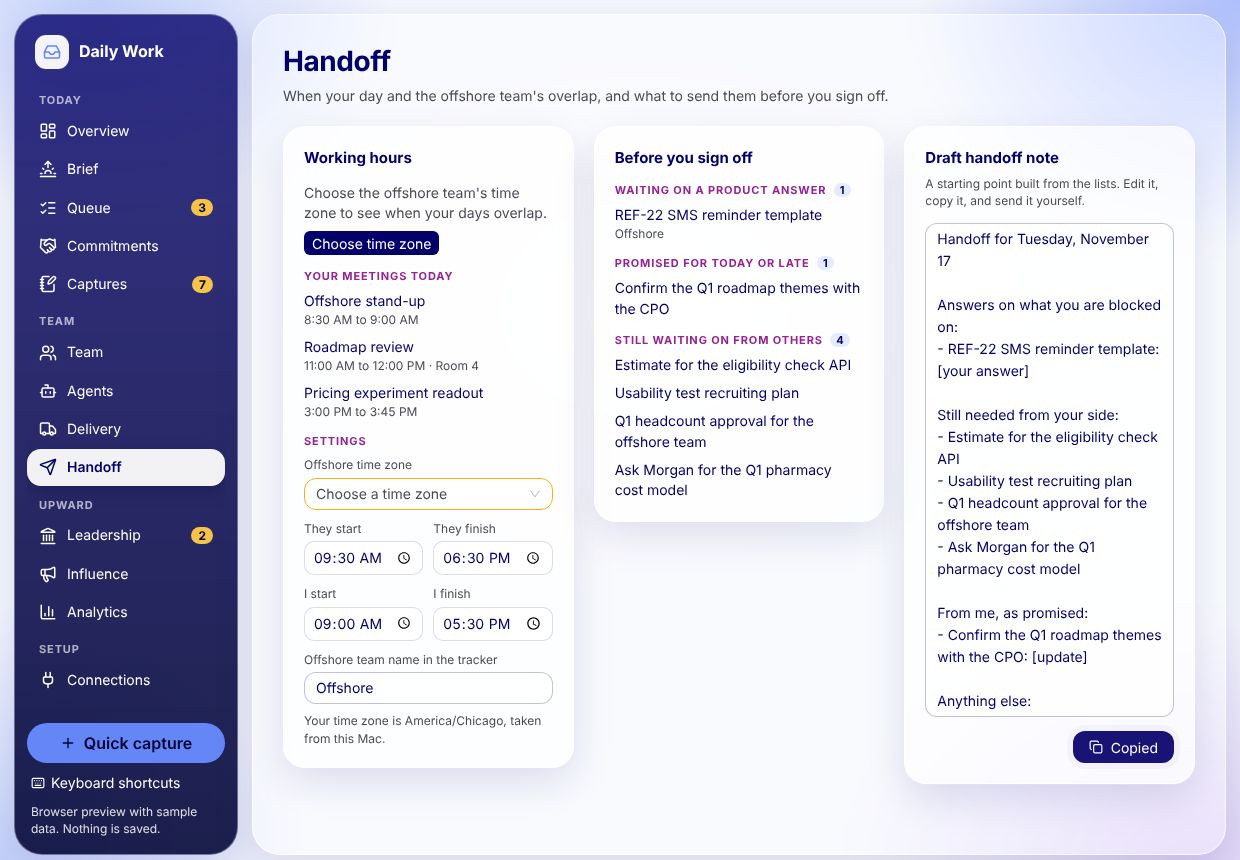 Daily Work
TODAY
Overview
Brief
Queue 3
Commitments
Captures 7
TEAM
Team
Agents
Delivery
Handoff
UPWARD
Leadership 2
Influence
Analytics
SETUP
Connections
+ Quick capture
Keyboard shortcuts
Browser preview with sample
data. Nothing is saved.
Handoff
When your day and the offshore team's overlap, and what to send them before you sign off.
Working hours
Choose the offshore team's time
zone to see when your days overlap.
Choose time zone
YOUR MEETINGS TODAY
Offshore stand-up
8:30 AM to 9:00 AM
Roadmap review
11:00 AM to 12:00 PM · Room 4
Pricing experiment readout
3:00 PM to 3:45 PM
SETTINGS
Offshore time zone
Choose a time zone
They start They finish
09:30 AM 06:30 PM
I start I finish
09:00 AM 05:30 PM
Offshore team name in the tracker
Offshore
Your time zone is America/Chicago, taken
from this Mac.
Before you sign off
WAITING ON A PRODUCT ANSWER 1
REF-22 SMS reminder template
Offshore
PROMISED FOR TODAY OR LATE 1
Confirm the Q1 roadmap themes with
the CPO
STILL WAITING ON FROM OTHERS 4
Estimate for the eligibility check API
Usability test recruiting plan
Q1 headcount approval for the
offshore team
Ask Morgan for the Q1 pharmacy
cost model
Draft handoff note
A starting point built from the lists. Edit it,
copy it, and send it yourself.
Handoff for Tuesday, November
17
Answers on what you are blocked
on:
- REF-22 SMS reminder template:
[your answer]
Still needed from your side:
- Estimate for the eligibility check
API
- Usability test recruiting plan
- Q1 headcount approval for the
offshore team
- Ask Morgan for the Q1
pharmacy cost model
From me, as promised:
- Confirm the Q1 roadmap themes
with the CPO: [update]
Anything else:
Copied